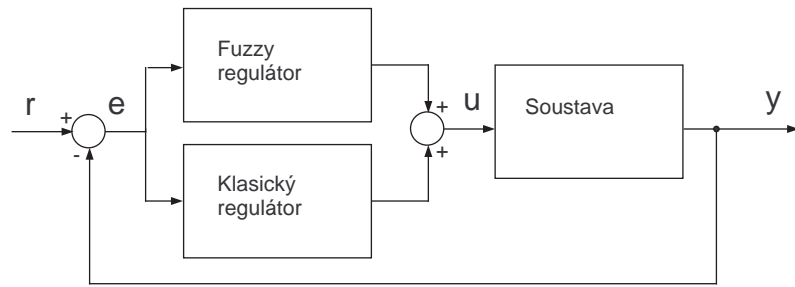 Fuzzy
regulátor
r
+
-
e
+
+
u
Soustava
y
Klasický
regulátor